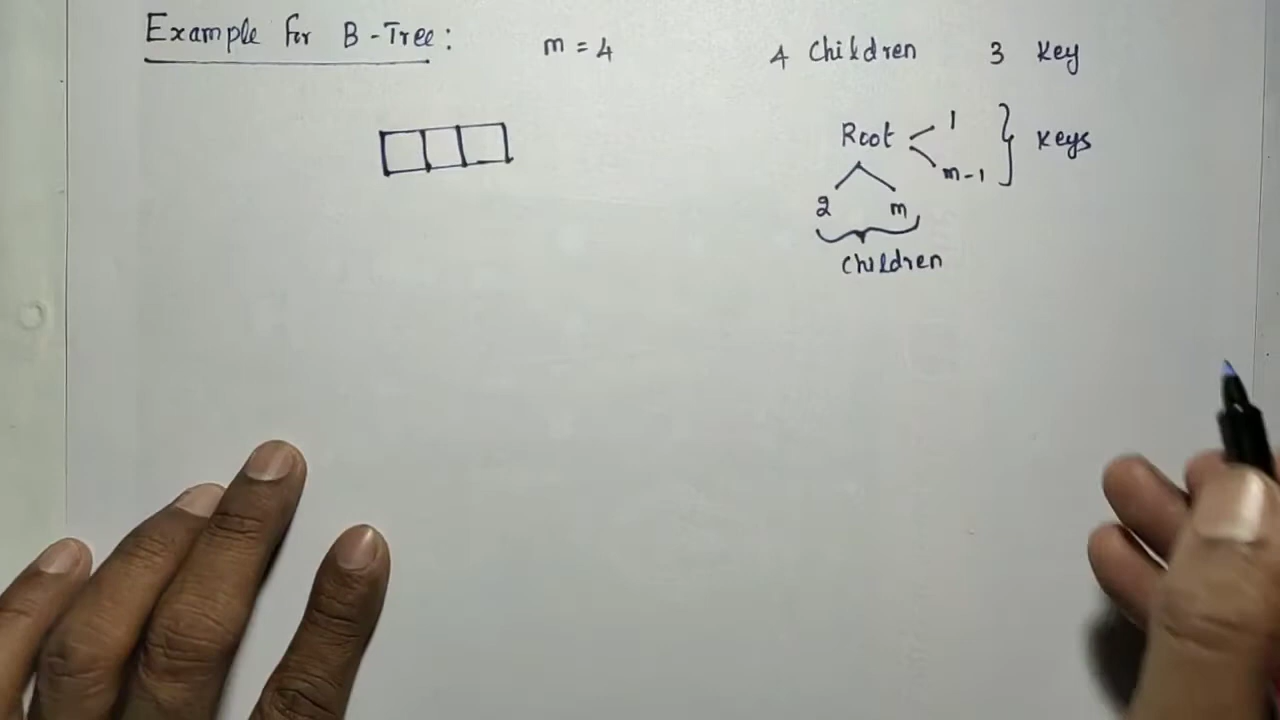 Example for B-Tree: m = 4 4 Children 3 Key
Root 1 m-1 Keys
2 m
Children